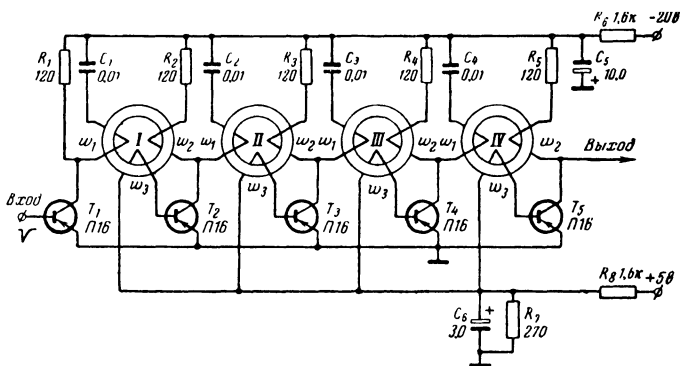 R₆ 1,6к -20в
R₁ 120
C₁ 0,01
R₂ 120
C₂ 0,01
R₃ 120
C₃ 0,01
R₄ 120
C₄ 0,01
R₅ 120
C₅ 10,0
+
I
II
III
IV
w₁
w₂
w₁
w₂
w₁
w₂
w₁
w₂
Выход
w₃
w₃
w₃
w₃
Вход
T₁ П16
T₂ П16
T₃ П16
T₄ П16
T₅ П16
R₈ 1,6к +5в
C₆ 3,0
+
R₇ 270